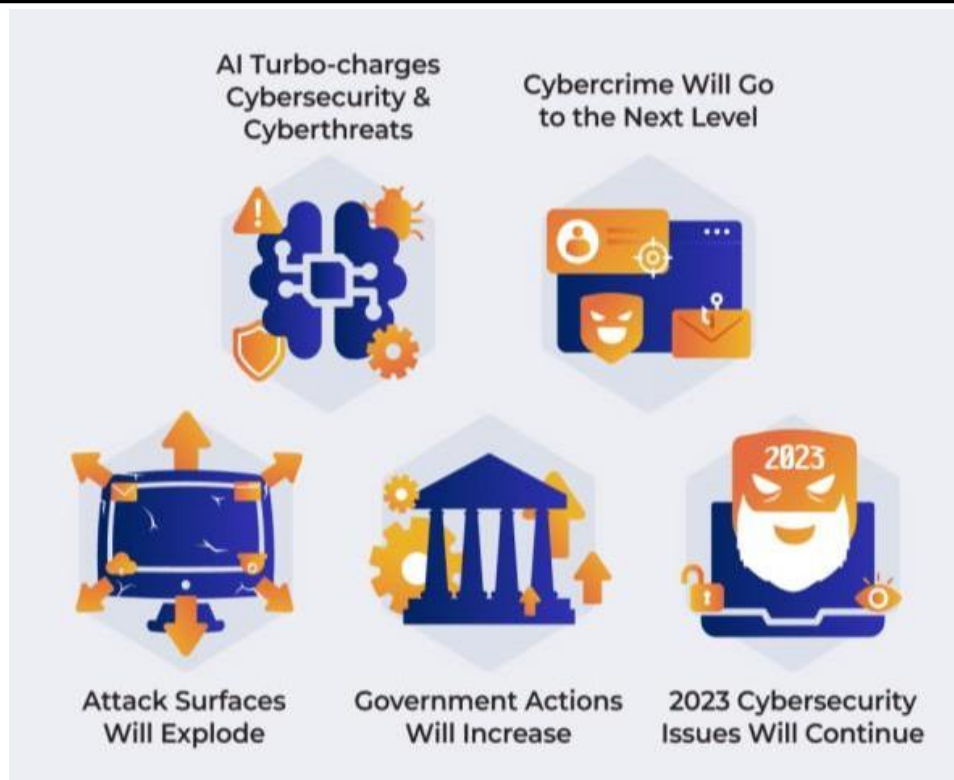 AI Turbo-charges
Cybersecurity &
Cyberthreats
Cybercrime Will Go
to the Next Level
2023
Attack Surfaces
Will Explode
Government Actions
Will Increase
2023 Cybersecurity
Issues Will Continue